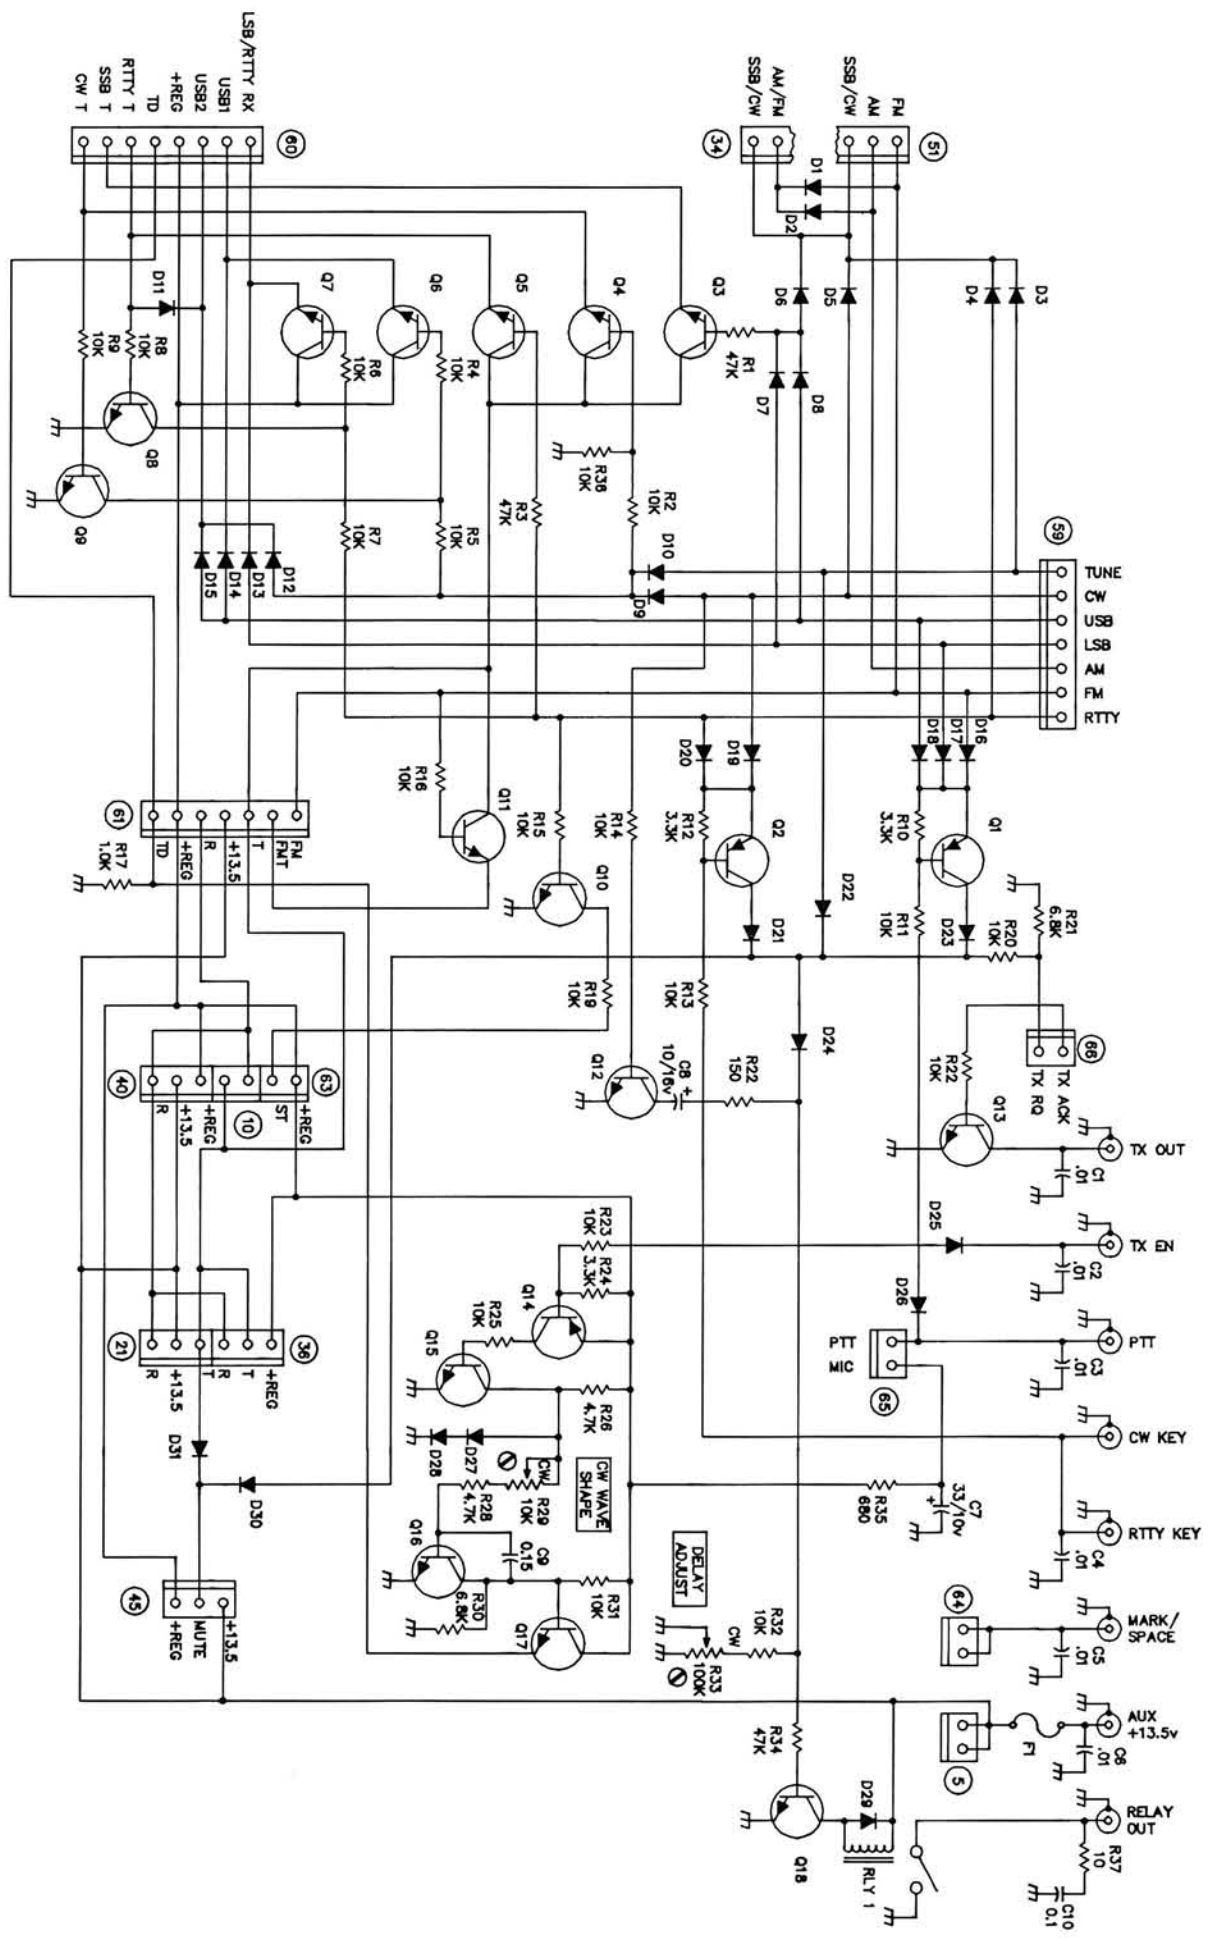 LSB/RTTY RX
USB1
USB2
+REG
TD
RTTY T
SSB T
CW T
60
AM/FM
SSB/CW
34
FM
AM
SSB/CW
51
D1
D2
D3
D4
D5
D6
D7
D8
R1
47K
Q3
Q4
Q5
Q6
Q7
D11
R8
10K
R9
10K
R6
10K
R4
10K
Q8
Q9
R36
10K
R3
47K
R2
10K
R5
10K
R7
10K
D10
D9
D12
D13
D14
D15
59
TUNE
CW
USB
LSB
AM
FM
RTTY
D16
D17
D18
D19
D20
R16
10K
Q11
R15
10K
R14
10K
R12
3.3K
Q2
R10
3.3K
Q1
61
FM
FMT
T
+13.5
R
+REG
TD
R17
1.0K
Q10
D22
D21
R11
10K
D23
R20
10K
R21
6.8K
R19
10K
R13
10K
D24
66
TX ACK
TX RQ
R22
10K
Q13
Q12
C8
+
10/16v
R22
150
40
R
+13.5
+REG
10
ST
+REG
63
TX OUT
C1
.01
TX EN
C2
.01
D25
D26
R23
10K
R24
3.3K
Q14
R25
10K
Q15
R26
4.7K
PTT
C3
.01
PTT
MIC
65
21
R
+13.5
T
R
T
+REG
36
D31
D30
D28
D27
CW
R29
10K
R28
4.7K
CW WAVE
SHAPE
Q16
C9
0.15
R30
6.8K
R31
10K
Q17
R35
680
C7
33/10v
+
CW KEY
RTTY KEY
C4
.01
DELAY
ADJUST
R32
10K
CW
R33
100K
64
MARK/
SPACE
C5
.01
45
+REG
MUTE
+13.5
R34
47K
Q18
D29
RLY 1
5
F1
AUX
+13.5v
C6
.01
RELAY
OUT
R37
10
C10
0.1